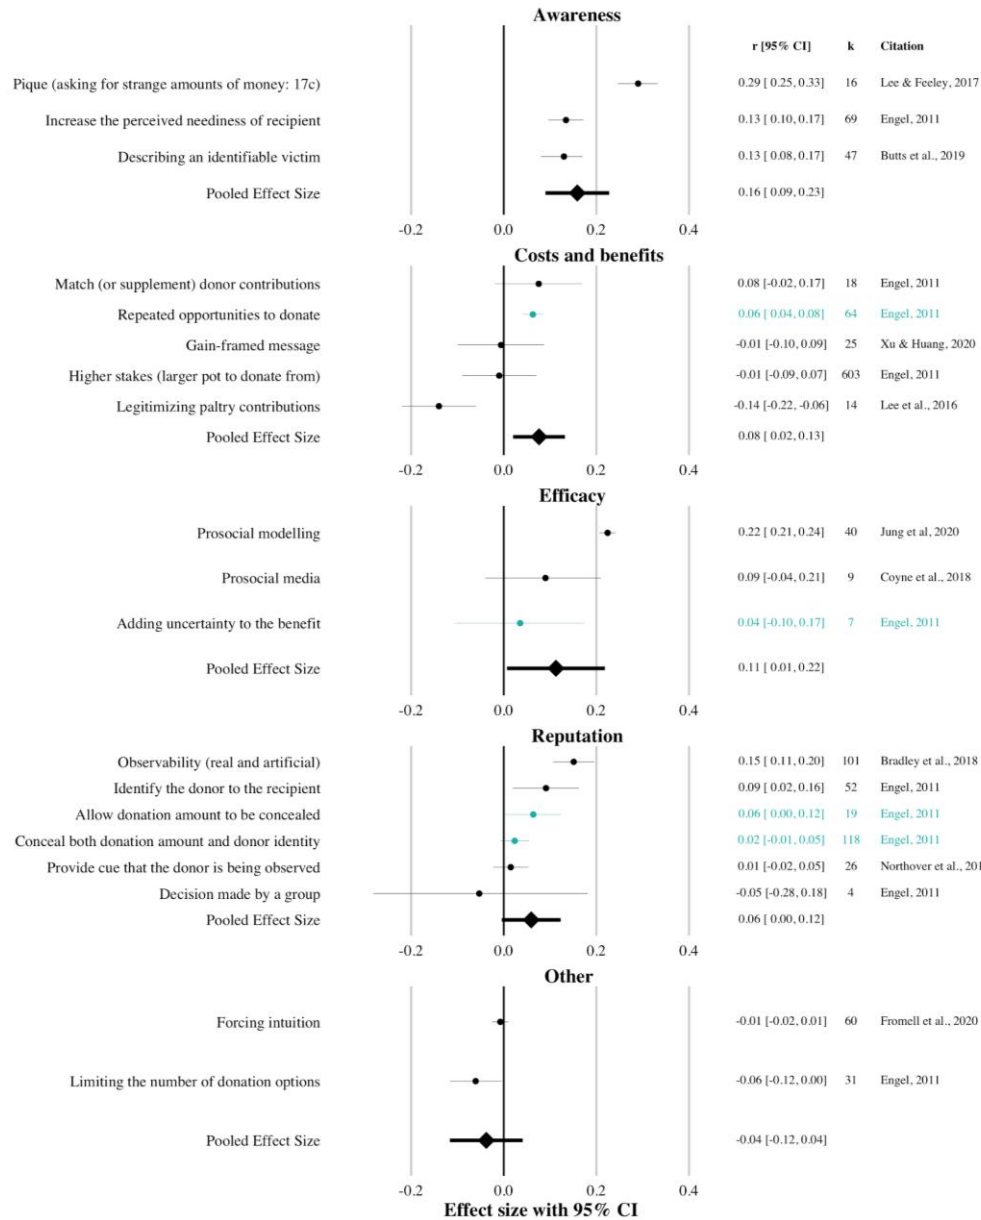 Awareness
r [95% CI] k Citation
Pique (asking for strange amounts of money: 17c) 0.29 [ 0.25, 0.33] 16 Lee & Feeley, 2017
Increase the perceived neediness of recipient 0.13 [ 0.10, 0.17] 69 Engel, 2011
Describing an identifiable victim 0.13 [ 0.08, 0.17] 47 Butts et al., 2019
Pooled Effect Size 0.16 [ 0.09, 0.23]
-0.2 0.0 0.2 0.4
Costs and benefits
Match (or supplement) donor contributions 0.08 [-0.02, 0.17] 18 Engel, 2011
Repeated opportunities to donate 0.06 [ 0.04, 0.08] 64 Engel, 2011
Gain-framed message -0.01 [-0.10, 0.09] 25 Xu & Huang, 2020
Higher stakes (larger pot to donate from) -0.01 [-0.09, 0.07] 603 Engel, 2011
Legitimizing paltry contributions -0.14 [-0.22, -0.06] 14 Lee et al., 2016
Pooled Effect Size 0.08 [ 0.02, 0.13]
-0.2 0.0 0.2 0.4
Efficacy
Prosocial modelling 0.22 [ 0.21, 0.24] 40 Jung et al, 2020
Prosocial media 0.09 [-0.04, 0.21] 9 Coyne et al., 2018
Adding uncertainty to the benefit 0.04 [-0.10, 0.17] 7 Engel, 2011
Pooled Effect Size 0.11 [ 0.01, 0.22]
-0.2 0.0 0.2 0.4
Reputation
Observability (real and artificial) 0.15 [ 0.11, 0.20] 101 Bradley et al., 2018
Identify the donor to the recipient 0.09 [ 0.02, 0.16] 52 Engel, 2011
Allow donation amount to be concealed 0.06 [ 0.00, 0.12] 19 Engel, 2011
Conceal both donation amount and donor identity 0.02 [-0.01, 0.05] 118 Engel, 2011
Provide cue that the donor is being observed 0.01 [-0.02, 0.05] 26 Northover et al., 201
Decision made by a group -0.05 [-0.28, 0.18] 4 Engel, 2011
Pooled Effect Size 0.06 [ 0.00, 0.12]
-0.2 0.0 0.2 0.4
Other
Forcing intuition -0.01 [-0.02, 0.01] 60 Fromell et al., 2020
Limiting the number of donation options -0.06 [-0.12, 0.00] 31 Engel, 2011
Pooled Effect Size -0.04 [-0.12, 0.04]
-0.2 0.0 0.2 0.4
Effect size with 95% CI